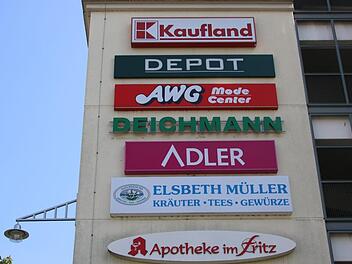 Kaufland
DEPOT
AWG Mode
Center
DEICHMANN
ADLER
ELSBETH MÜLLER
KRÄUTER • TEES • GEWÜRZE
Apotheke im Fritz